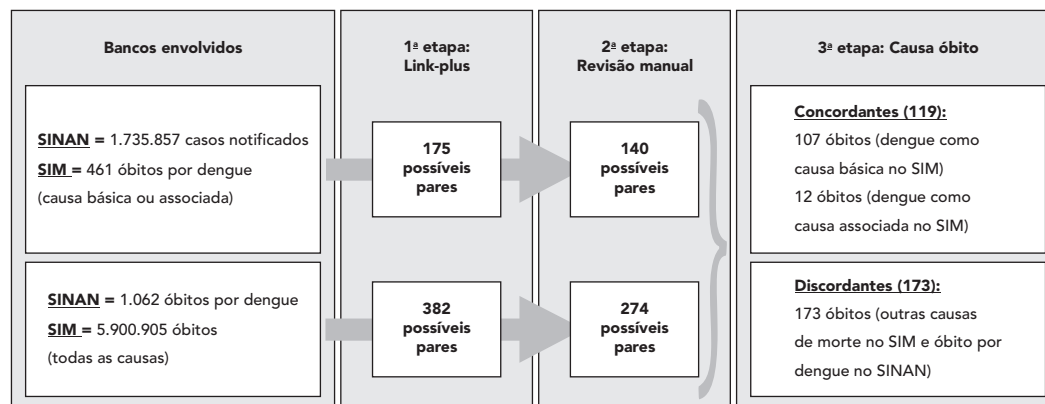 Bancos envolvidos
1ª etapa:
Link-plus
2ª etapa:
Revisão manual
3ª etapa: Causa óbito
SINAN = 1.735.857 casos notificados
SIM = 461 óbitos por dengue
(causa básica ou associada)
175
possíveis
pares
140
possíveis
pares
Concordantes (119):
107 óbitos (dengue como
causa básica no SIM)
12 óbitos (dengue como
causa associada no SIM)
SINAN = 1.062 óbitos por dengue
SIM = 5.900.905 óbitos
(todas as causas)
382
possíveis
pares
274
possíveis
pares
Discordantes (173):
173 óbitos (outras causas
de morte no SIM e óbito por
dengue no SINAN)